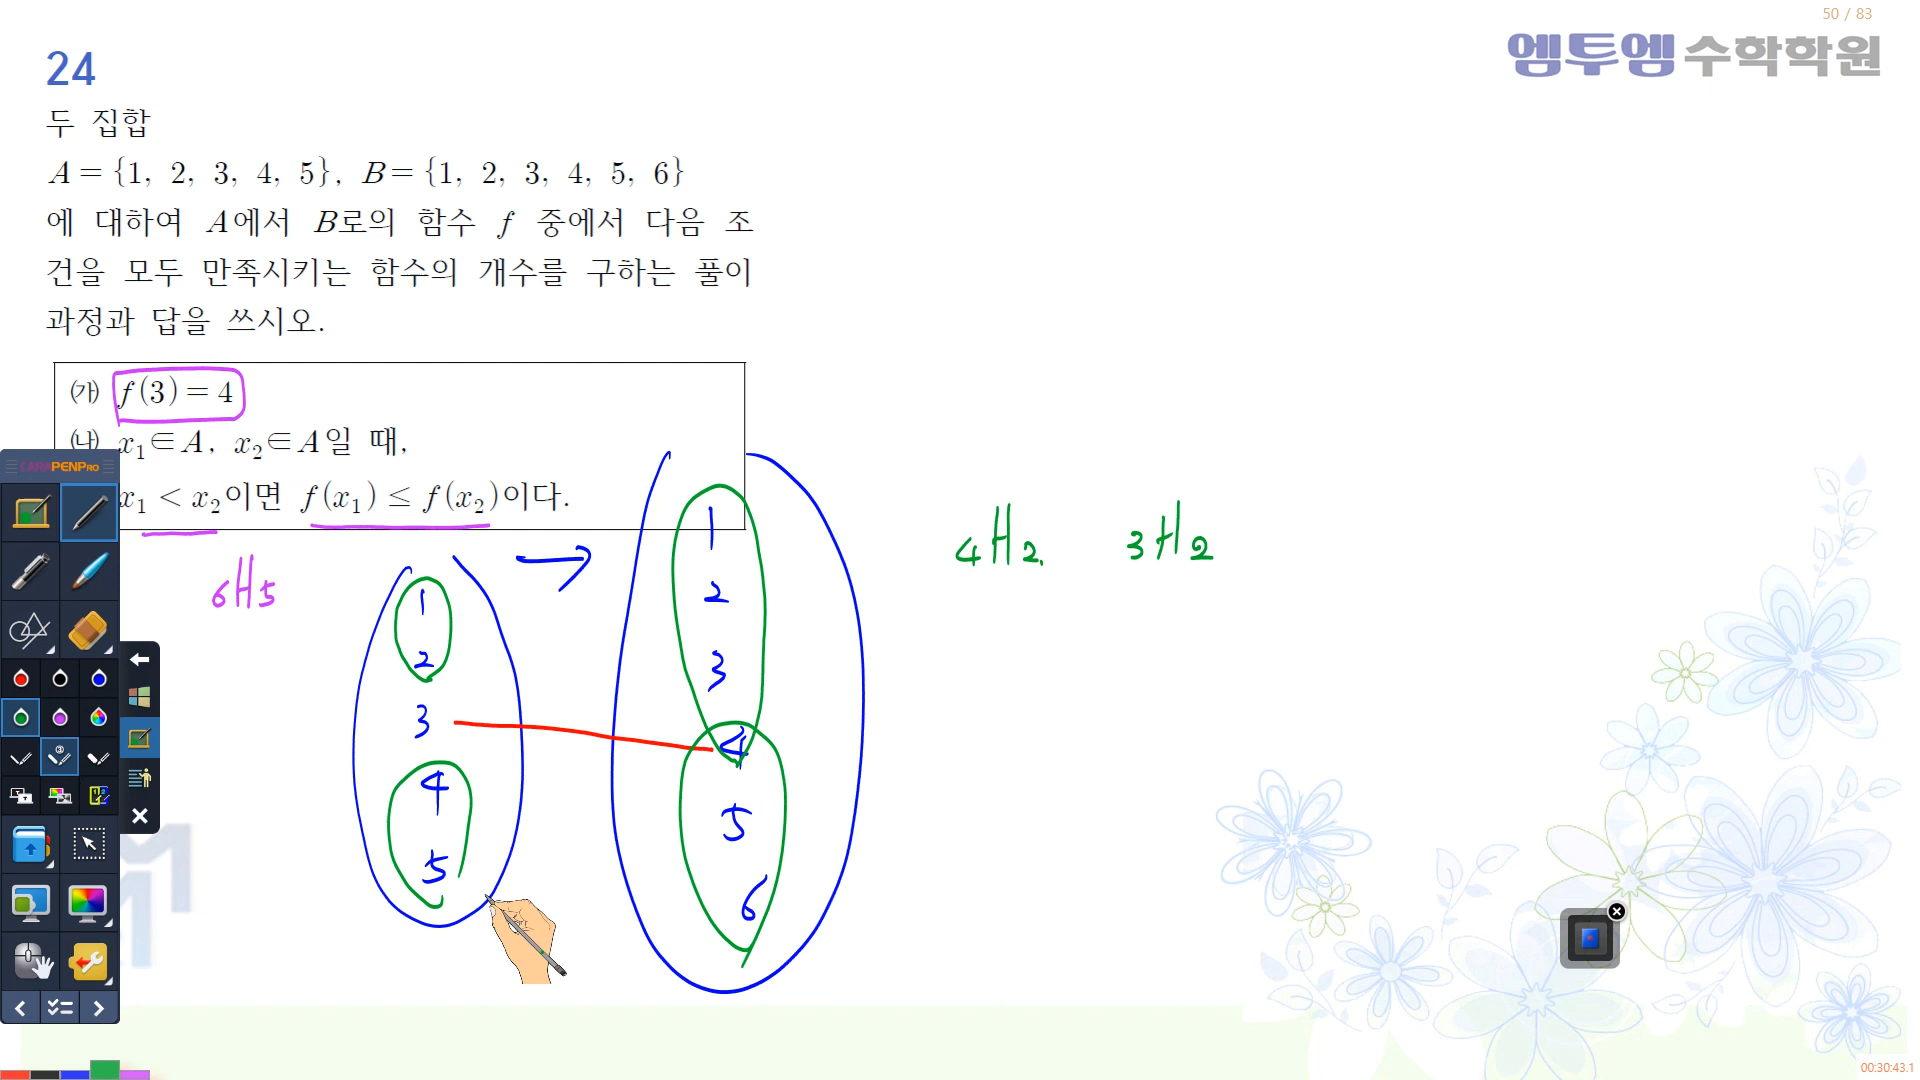 50 / 83
엠투엠 수학학원
24
두 집합
A = {1, 2, 3, 4, 5}, B = {1, 2, 3, 4, 5, 6}
에 대하여 A에서 B로의 함수 f 중에서 다음 조
건을 모두 만족시키는 함수의 개수를 구하는 풀이
과정과 답을 쓰시오.
㈎ f(3) = 4
㈏ x₁∈A, x₂∈A일 때,
x₁ < x₂이면 f(x₁) ≤ f(x₂)이다.
CARAPENPRO
₆H₅
1
2
3
4
5
1
2
3
4
5
6
₄H₂. ₃H₂
00:30:43.1